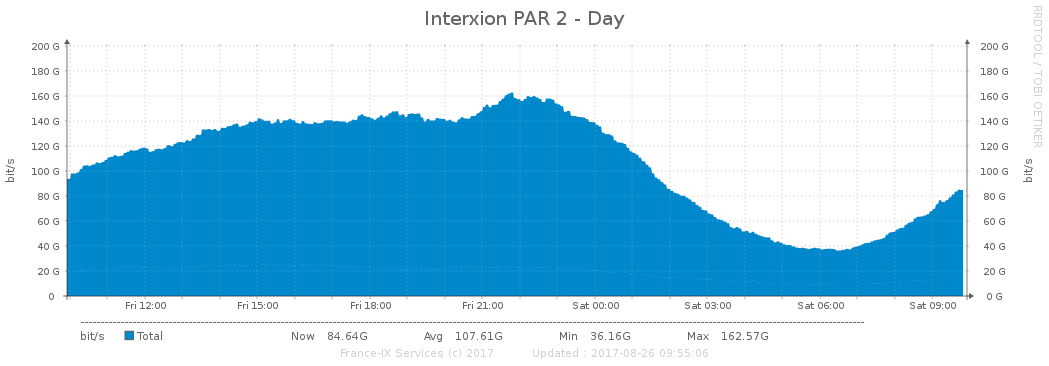 Interxion PAR 2 - Day
RRDTOOL / TOBI OETIKER
200 G 200 G
180 G 180 G
160 G 160 G
140 G 140 G
120 G 120 G
100 G 100 G
80 G 80 G
60 G 60 G
40 G 40 G
20 G 20 G
0 0 G
bit/s bit/s
Fri 12:00 Fri 15:00 Fri 18:00 Fri 21:00 Sat 00:00 Sat 03:00 Sat 06:00 Sat 09:00
bit/s Total Now 84.64G Avg 107.61G Min 36.16G Max 162.57G
France-IX Services (c) 2017 Updated : 2017-08-26 09:55:06